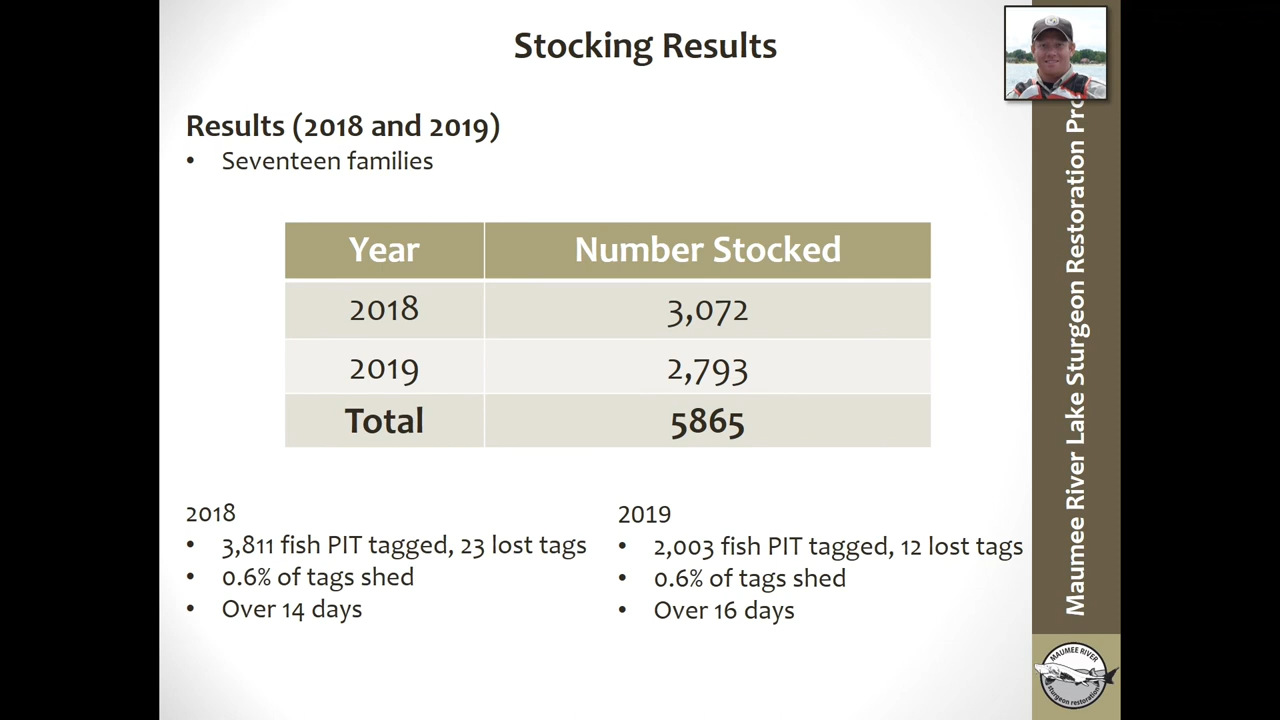 Stocking Results
Results (2018 and 2019)
• Seventeen families
Year Number Stocked
2018 3,072
2019 2,793
Total 5865
2018
• 3,811 fish PIT tagged, 23 lost tags
• 0.6% of tags shed
• Over 14 days
2019
• 2,003 fish PIT tagged, 12 lost tags
• 0.6% of tags shed
• Over 16 days
Maumee River Lake Sturgeon Restoration Pro
MAUMEE RIVER
sturgeon restoration